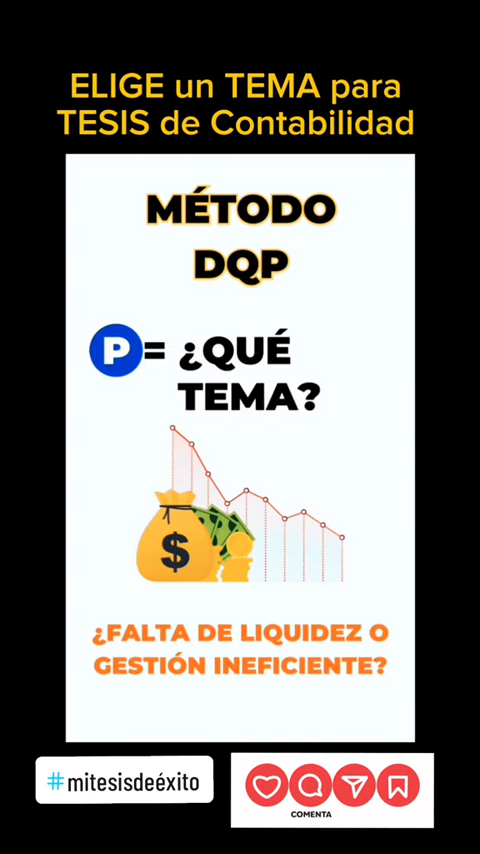 ELIGE un TEMA para
TESIS de Contabilidad
MÉTODO
DQP
P= ¿QUÉ
TEMA?
$
¿FALTA DE LIQUIDEZ O
GESTIÓN INEFICIENTE?
#mitesisdeéxito
COMENTA